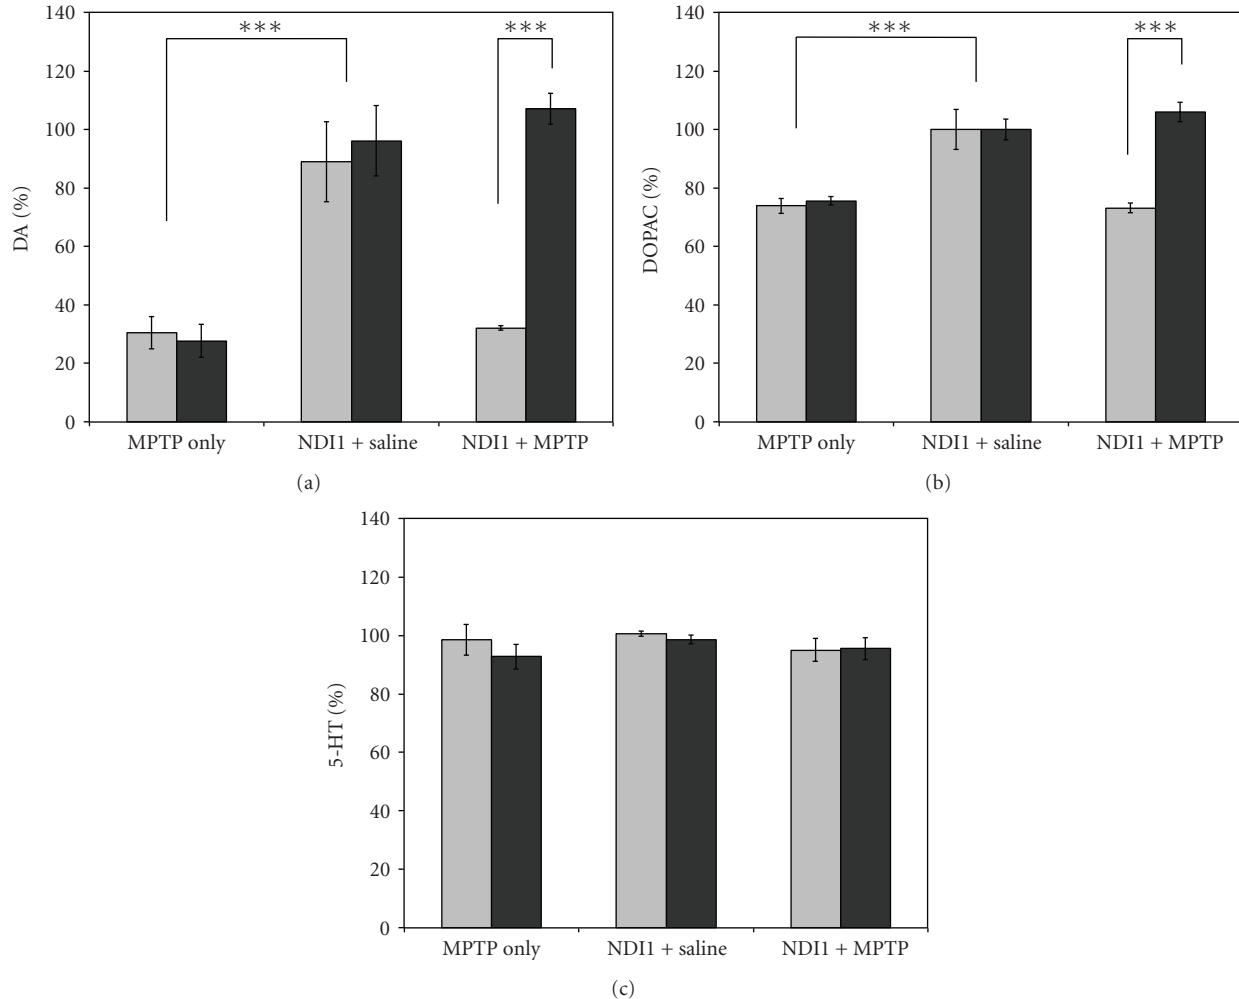 140
120
100
80
60
40
20
0
DA (%)
***
***
MPTP only
NDI1 + saline
NDI1 + MPTP
(a)
140
120
100
80
60
40
20
0
DOPAC (%)
***
***
MPTP only
NDI1 + saline
NDI1 + MPTP
(b)
140
120
100
80
60
40
20
0
5-HT (%)
MPTP only
NDI1 + saline
NDI1 + MPTP
(c)